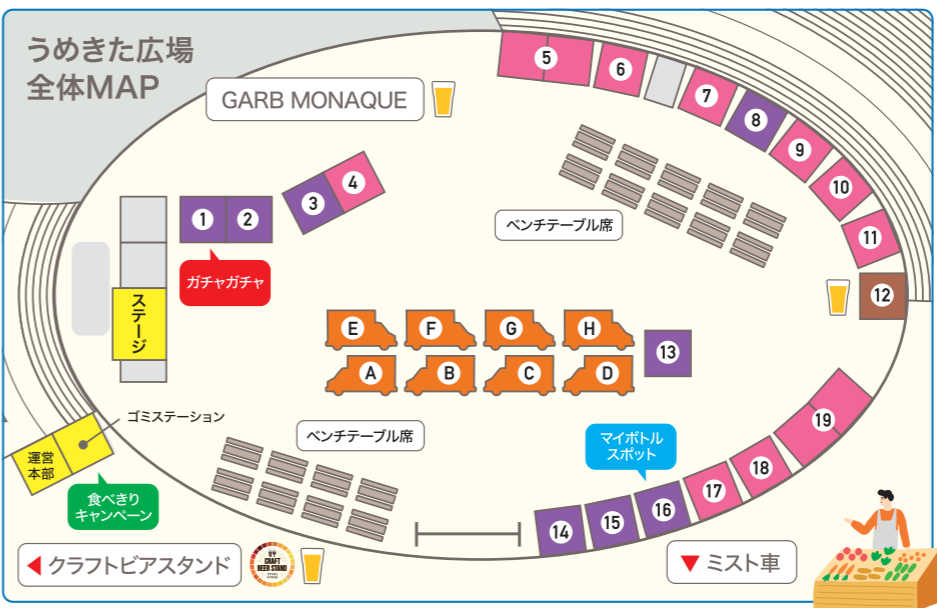 うめきた広場
全体MAP
GARB MONAQUE
5
6
7
8
9
10
11
12
1
2
3
4
ガチャガチャ
ステージ
ベンチテーブル席
E
F
G
H
A
B
C
D
13
ゴミステーション
運営
本部
食べきり
キャンペーン
ベンチテーブル席
マイボトル
スポット
14
15
16
17
18
19
クラフトビアスタンド
CRAFT
BEER STAND
ミスト車